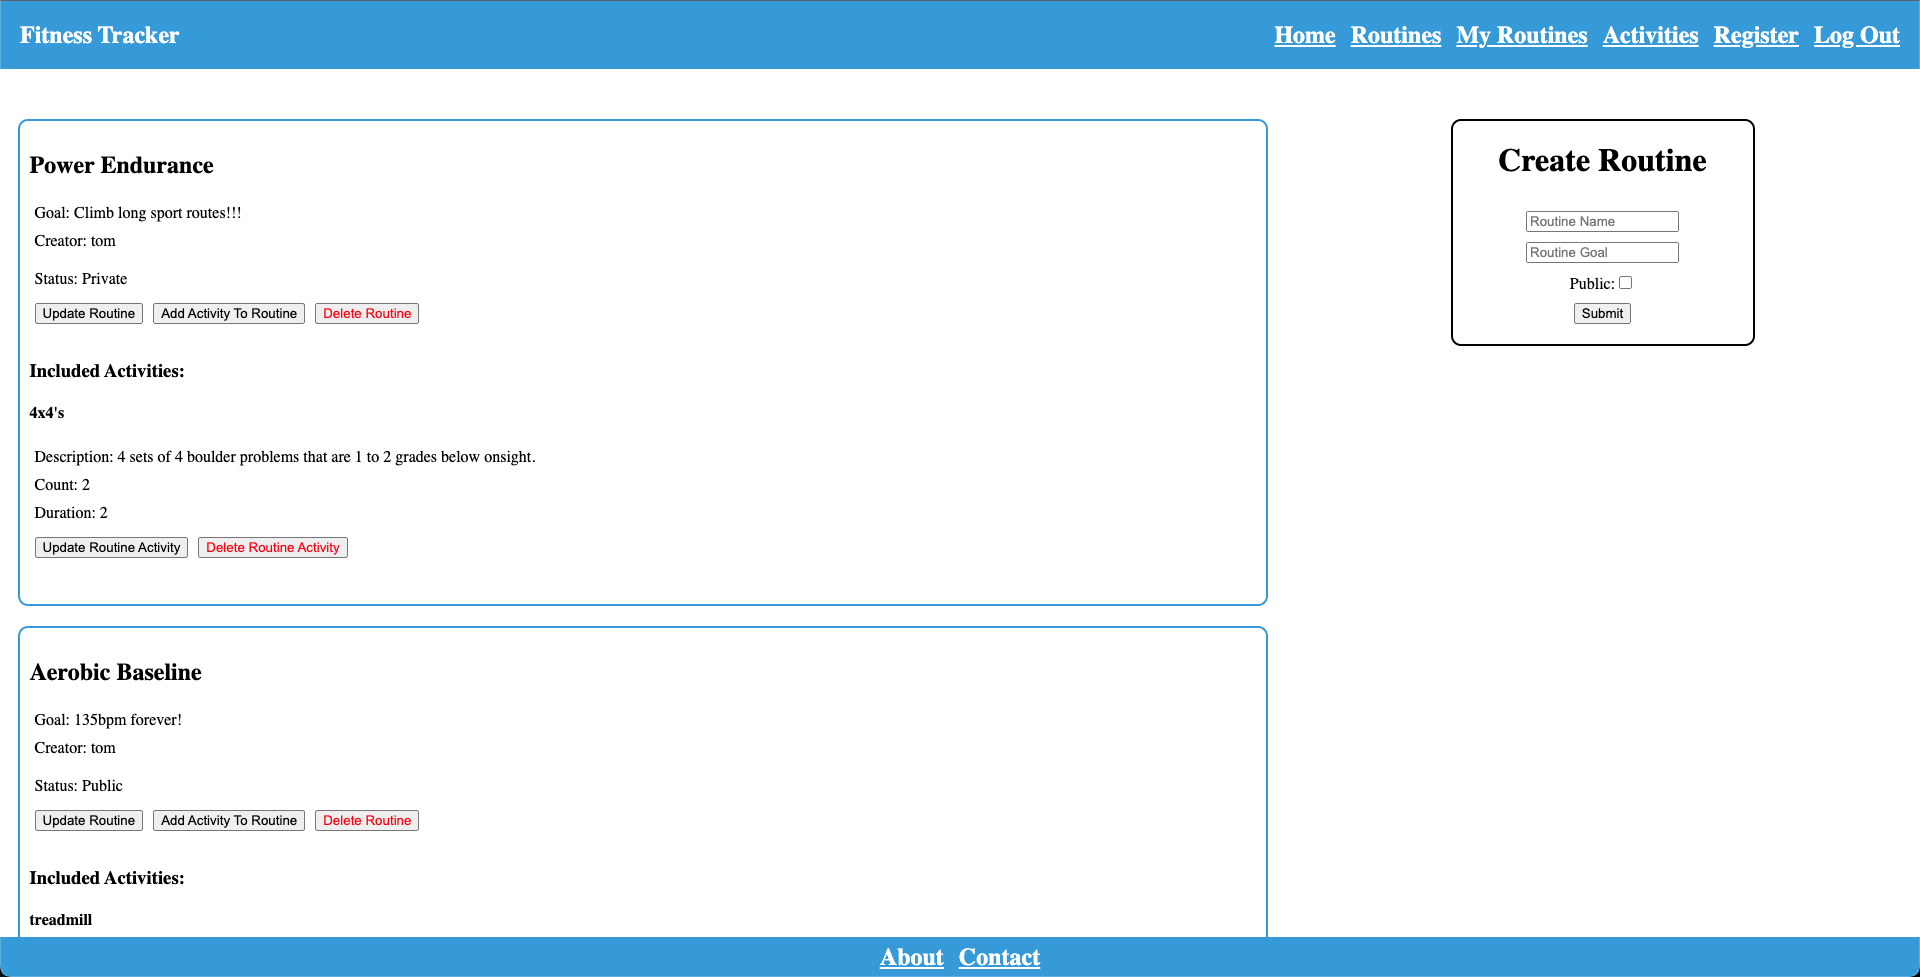 Fitness Tracker
Home Routines My Routines Activities Register Log Out
Power Endurance
Goal: Climb long sport routes!!!
Creator: tom
Status: Private
Update Routine Add Activity To Routine Delete Routine
Included Activities:
4x4's
Description: 4 sets of 4 boulder problems that are 1 to 2 grades below onsight.
Count: 2
Duration: 2
Update Routine Activity Delete Routine Activity
Aerobic Baseline
Goal: 135bpm forever!
Creator: tom
Status: Public
Update Routine Add Activity To Routine Delete Routine
Included Activities:
treadmill
Create Routine
Routine Name
Routine Goal
Public:
Submit
About Contact